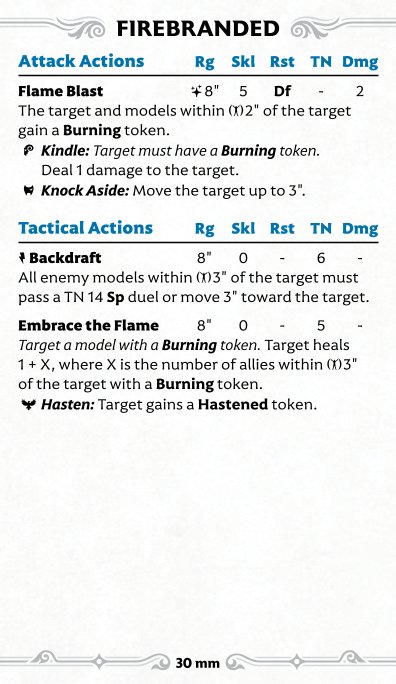 FIREBRANDED
Attack Actions Rg Skl Rst TN Dmg
Flame Blast 8" 5 Df - 2
The target and models within 2" of the target
gain a Burning token.
Kindle: Target must have a Burning token.
Deal 1 damage to the target.
Knock Aside: Move the target up to 3".
Tactical Actions Rg Skl Rst TN Dmg
Backdraft 8" 0 - 6 -
All enemy models within 3" of the target must
pass a TN 14 Sp duel or move 3" toward the target.
Embrace the Flame 8" 0 - 5 -
Target a model with a Burning token. Target heals
1 + X, where X is the number of allies within 3"
of the target with a Burning token.
Hasten: Target gains a Hastened token.
30 mm